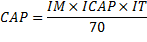 CAP = IM × ICAP × IT
70